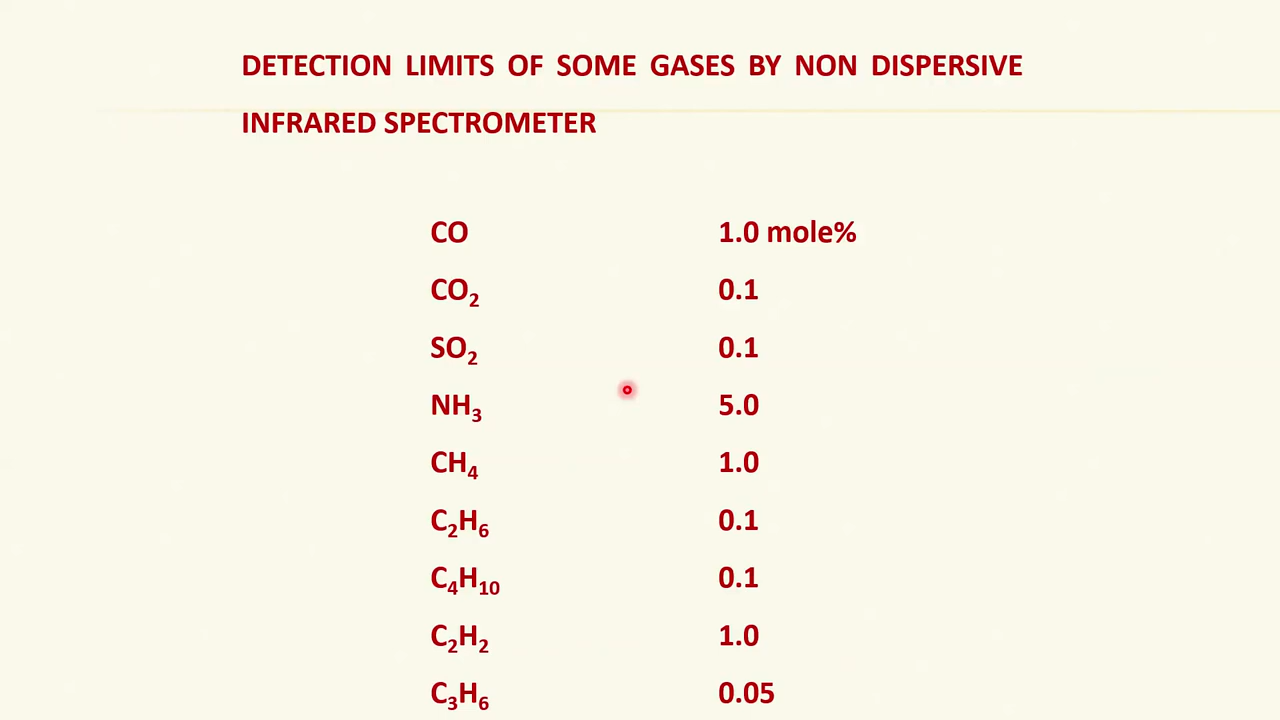 DETECTION LIMITS OF SOME GASES BY NON DISPERSIVE
INFRARED SPECTROMETER
CO 1.0 mole%
CO₂ 0.1
SO₂ 0.1
NH₃ 5.0
CH₄ 1.0
C₂H₆ 0.1
C₄H₁₀ 0.1
C₂H₂ 1.0
C₃H₆ 0.05